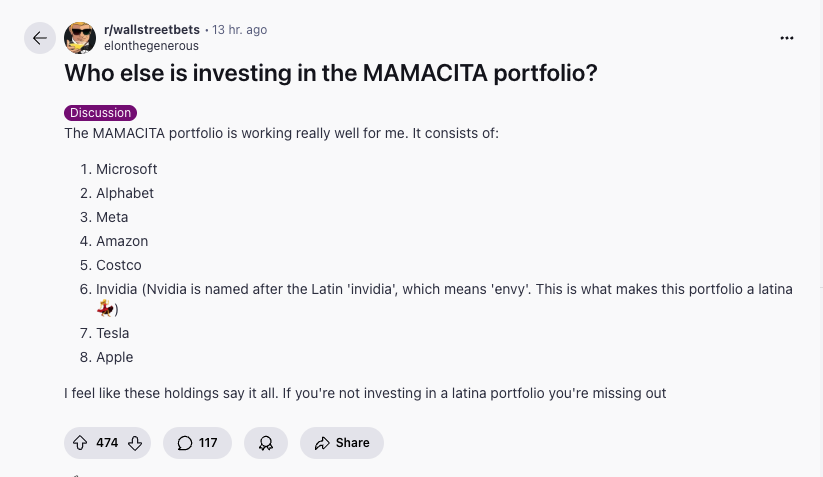 r/wallstreetbets • 13 hr. ago
elonthegenerous
Who else is investing in the MAMACITA portfolio?
Discussion
The MAMACITA portfolio is working really well for me. It consists of:
1. Microsoft
2. Alphabet
3. Meta
4. Amazon
5. Costco
6. Invidia (Nvidia is named after the Latin 'invidia', which means 'envy'. This is what makes this portfolio a latina
💃)
7. Tesla
8. Apple
I feel like these holdings say it all. If you're not investing in a latina portfolio you're missing out
474
117
Share